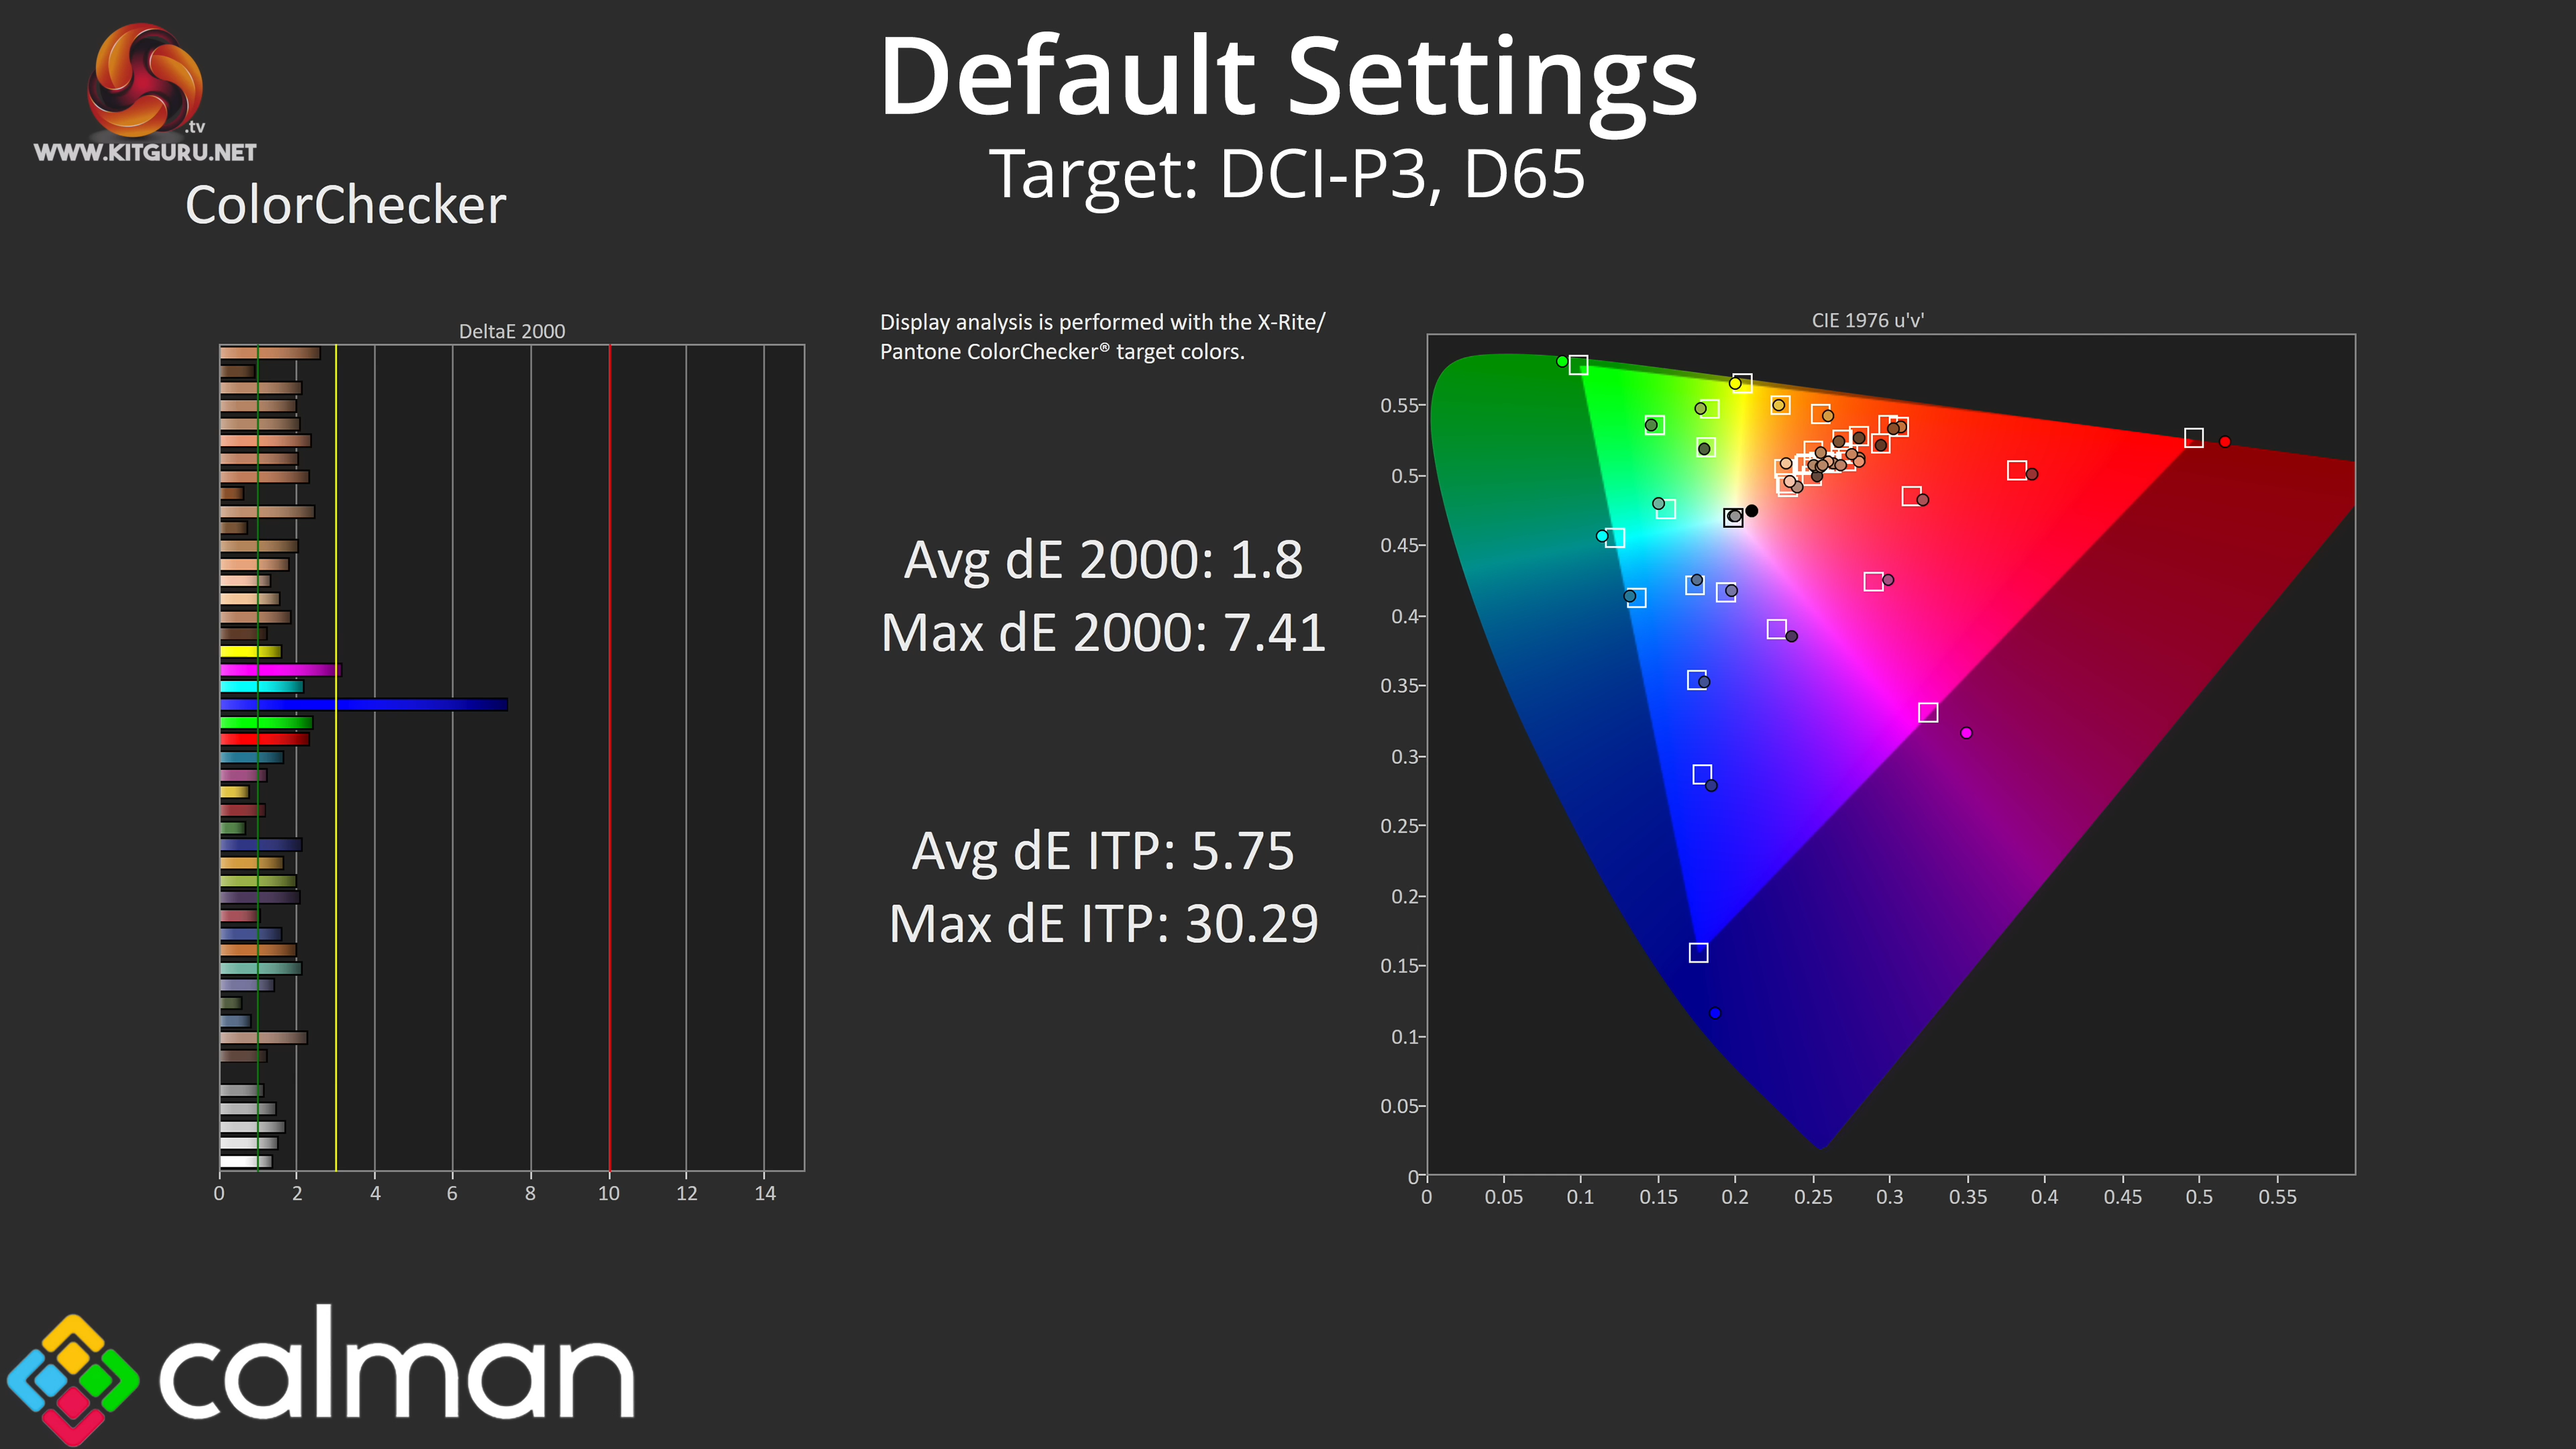 .tv
WWW.KITGURU.NET
Default Settings
Target: DCI-P3, D65
ColorChecker
DeltaE 2000
0 2 4 6 8 10 12 14
Display analysis is performed with the X-Rite/
Pantone ColorChecker® target colors.
Avg dE 2000: 1.8
Max dE 2000: 7.41
Avg dE ITP: 5.75
Max dE ITP: 30.29
CIE 1976 u'v'
0.55
0.5
0.45
0.4
0.35
0.3
0.25
0.2
0.15
0.1
0.05
0
0 0.05 0.1 0.15 0.2 0.25 0.3 0.35 0.4 0.45 0.5 0.55
calman